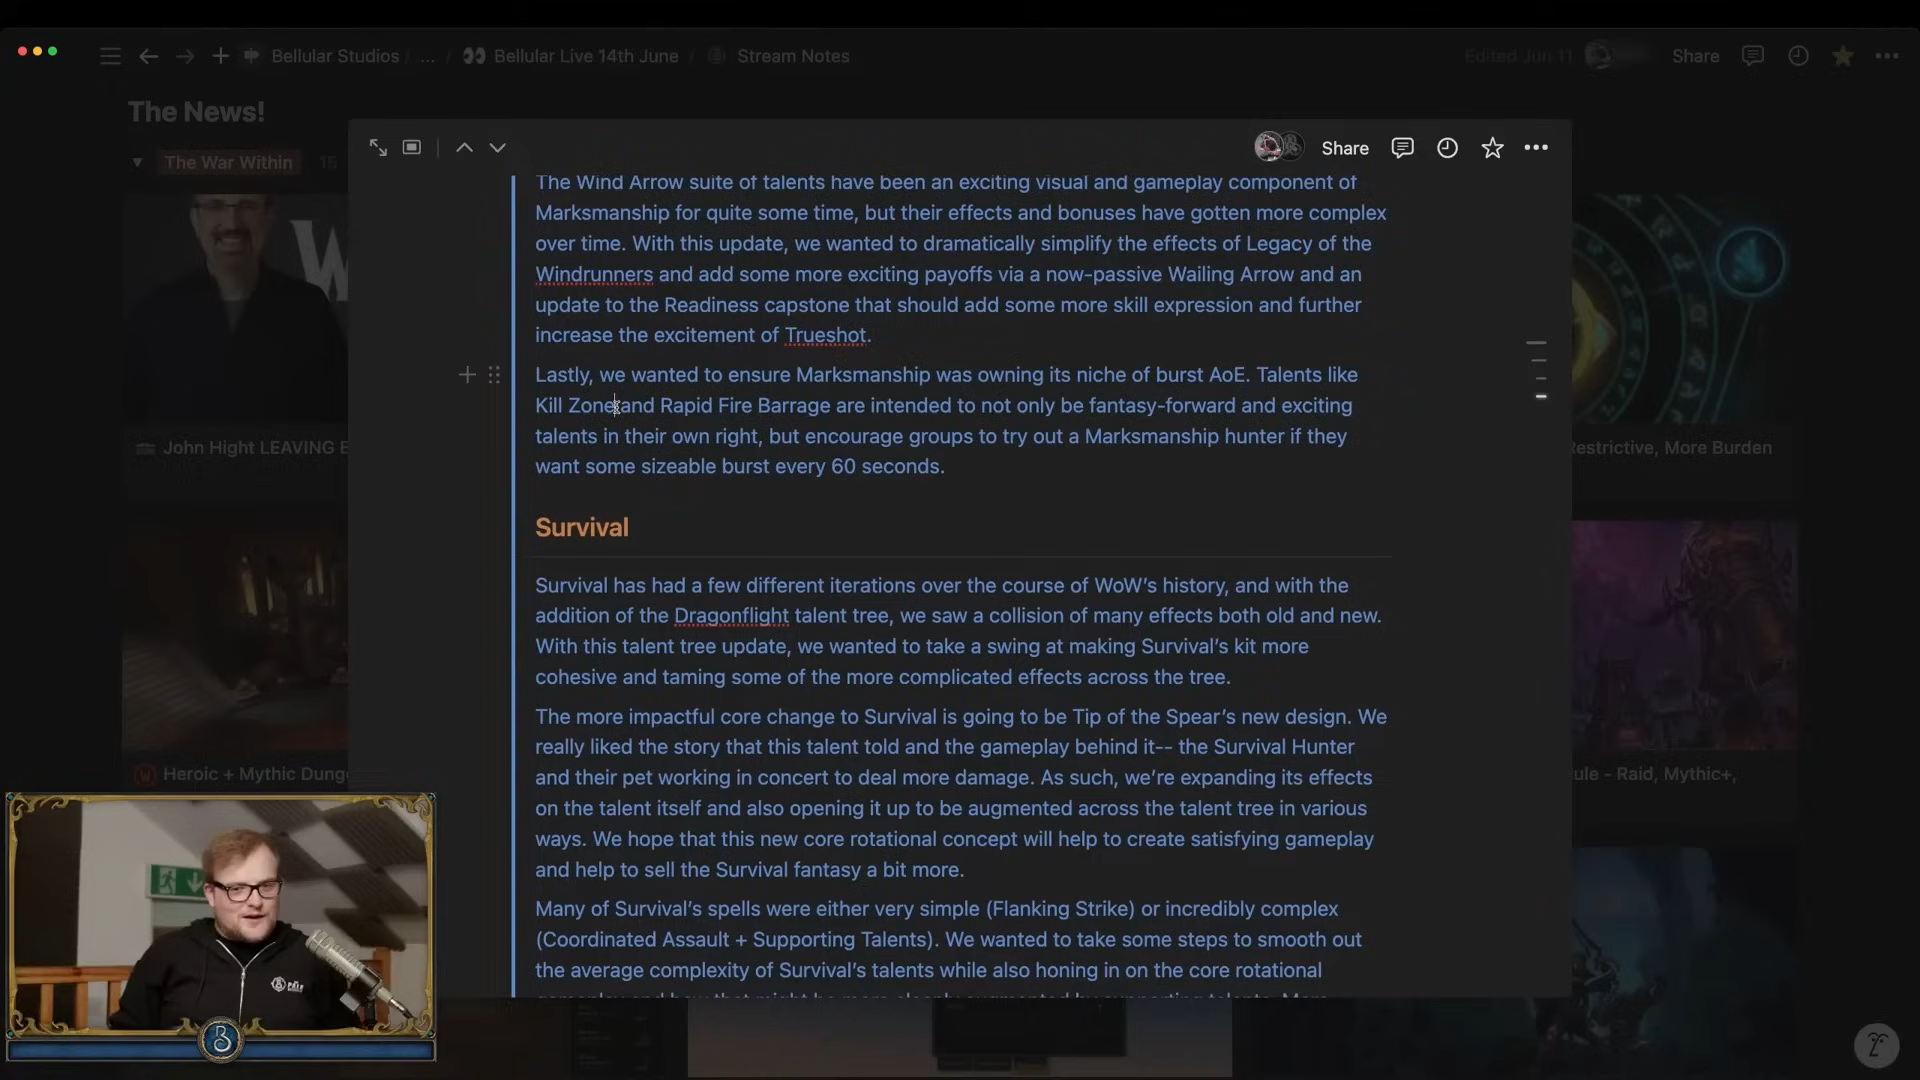 Bellular Studios / ... / 👀 Bellular Live 14th June / Stream Notes
Edited Jun 11
Share
The News!
The War Within 15
Share
The Wind Arrow suite of talents have been an exciting visual and gameplay component of
Marksmanship for quite some time, but their effects and bonuses have gotten more complex
over time. With this update, we wanted to dramatically simplify the effects of Legacy of the
Windrunners and add some more exciting payoffs via a now-passive Wailing Arrow and an
update to the Readiness capstone that should add some more skill expression and further
increase the excitement of Trueshot.
Lastly, we wanted to ensure Marksmanship was owning its niche of burst AoE. Talents like
Kill Zone and Rapid Fire Barrage are intended to not only be fantasy-forward and exciting
talents in their own right, but encourage groups to try out a Marksmanship hunter if they
want some sizeable burst every 60 seconds.
John Hight LEAVING
Restrictive, More Burden
Survival
Survival has had a few different iterations over the course of WoW's history, and with the
addition of the Dragonflight talent tree, we saw a collision of many effects both old and new.
With this talent tree update, we wanted to take a swing at making Survival's kit more
cohesive and taming some of the more complicated effects across the tree.
The more impactful core change to Survival is going to be Tip of the Spear's new design. We
really liked the story that this talent told and the gameplay behind it-- the Survival Hunter
and their pet working in concert to deal more damage. As such, we're expanding its effects
on the talent itself and also opening it up to be augmented across the talent tree in various
ways. We hope that this new core rotational concept will help to create satisfying gameplay
and help to sell the Survival fantasy a bit more.
Heroic + Mythic
- Raid, Mythic+,
Many of Survival's spells were either very simple (Flanking Strike) or incredibly complex
(Coordinated Assault + Supporting Talents). We wanted to take some steps to smooth out
the average complexity of Survival's talents while also honing in on the core rotational
B